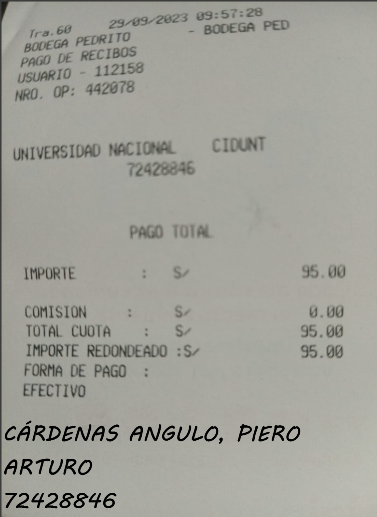 Tra.60 29/09/2023 09:57:28
BODEGA PEDRITO - BODEGA PED
PAGO DE RECIBOS
USUARIO - 112158
NRO. OP: 442078
UNIVERSIDAD NACIONAL CIDUNT
72428846
PAGO TOTAL
IMPORTE : S/ 95.00
COMISION : S/ 0.00
TOTAL CUOTA : S/ 95.00
IMPORTE REDONDEADO :S/ 95.00
FORMA DE PAGO :
EFECTIVO
CÁRDENAS ANGULO, PIERO
ARTURO
72428846